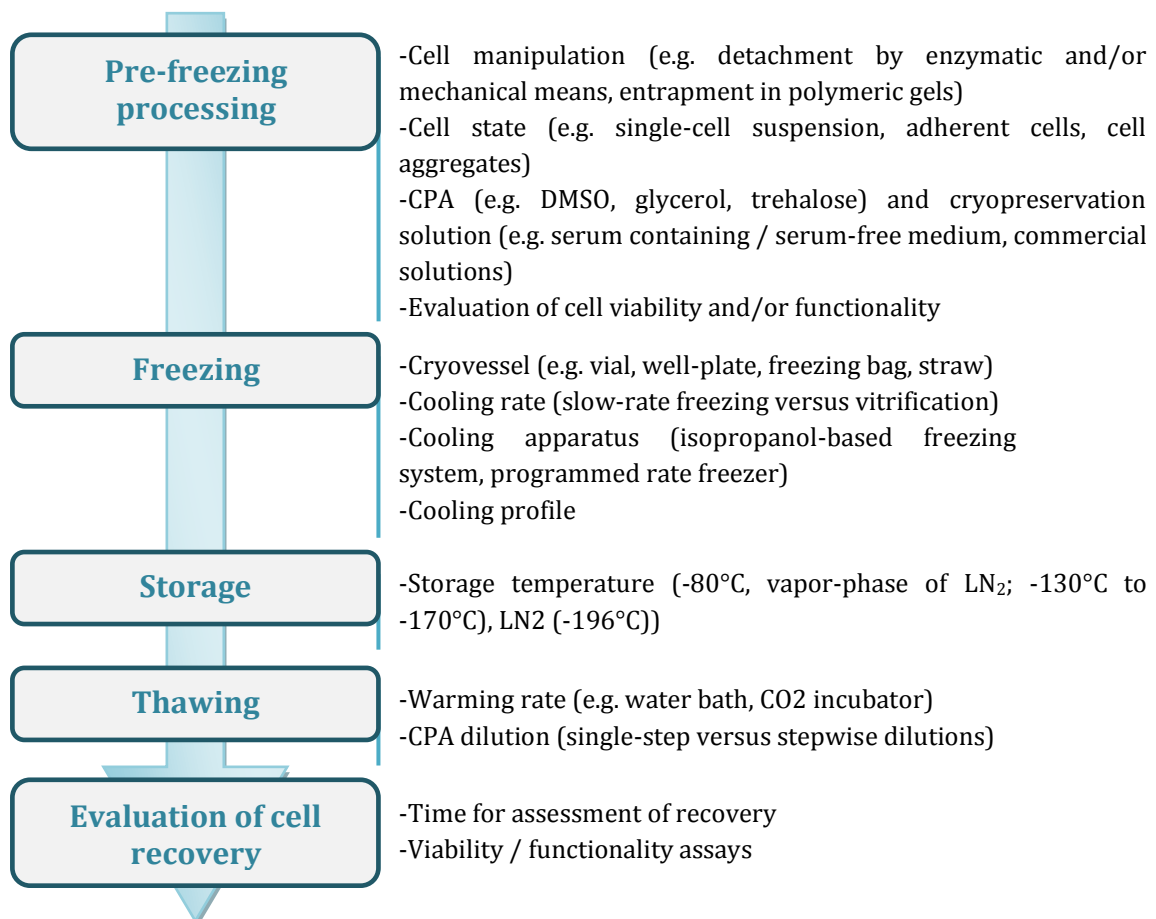 Pre-freezing
processing
-Cell manipulation (e.g. detachment by enzymatic and/or
mechanical means, entrapment in polymeric gels)
-Cell state (e.g. single-cell suspension, adherent cells, cell
aggregates)
-CPA (e.g. DMSO, glycerol, trehalose) and cryopreservation
solution (e.g. serum containing / serum-free medium, commercial
solutions)
-Evaluation of cell viability and/or functionality
Freezing
-Cryovessel (e.g. vial, well-plate, freezing bag, straw)
-Cooling rate (slow-rate freezing versus vitrification)
-Cooling apparatus (isopropanol-based freezing
system, programmed rate freezer)
-Cooling profile
Storage
-Storage temperature (-80°C, vapor-phase of LN₂; -130°C to
-170°C), LN2 (-196°C))
Thawing
-Warming rate (e.g. water bath, CO2 incubator)
-CPA dilution (single-step versus stepwise dilutions)
Evaluation of cell
recovery
-Time for assessment of recovery
-Viability / functionality assays